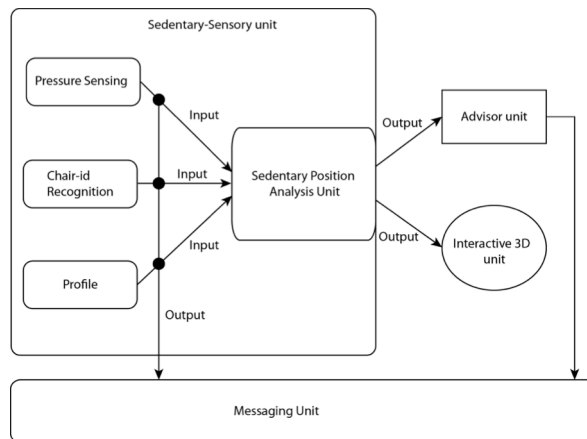 Sedentary-Sensory unit
Pressure Sensing
Input
Output
Advisor unit
Chair-id
Recognition
Input
Sedentary Position
Analysis Unit
Input
Output
Interactive 3D
unit
Profile
Output
Messaging Unit